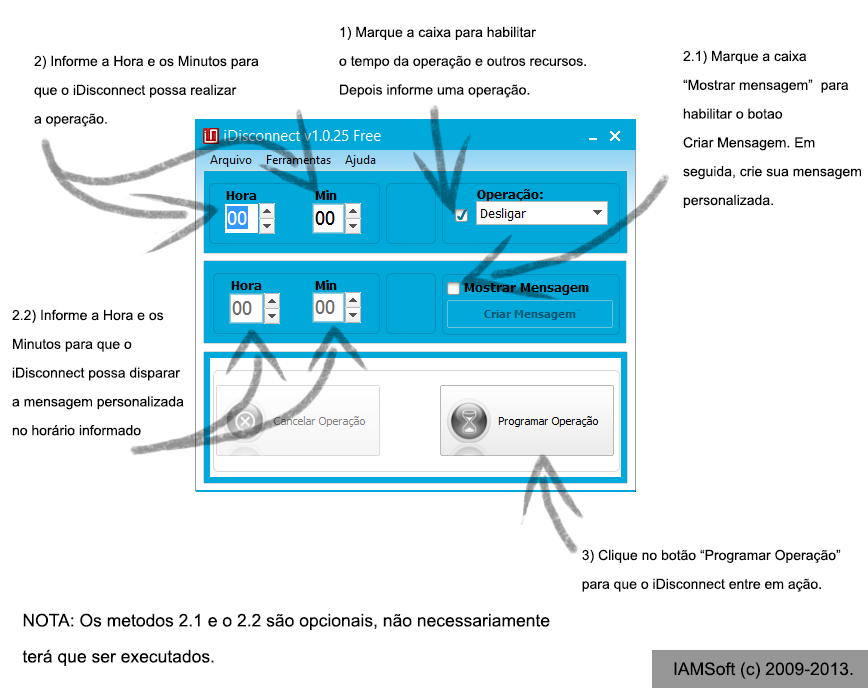 1) Marque a caixa para habilitar
o tempo da operação e outros recursos.
Depois informe uma operação.
2) Informe a Hora e os Minutos para
que o iDisconnect possa realizar
a operação.
2.1) Marque a caixa
“Mostrar mensagem” para
habilitar o botao
Criar Mensagem. Em
seguida, crie sua mensagem
personalizada.
iDisconnect v1.0.25 Free
Arquivo Ferramentas Ajuda
Hora Min Operação:
00 00 Desligar
Hora Min Mostrar Mensagem
00 00 Criar Mensagem
2.2) Informe a Hora e os
Minutos para que o
iDisconnect possa disparar
a mensagem personalizada
no horário informado
Cancelar Operação Programar Operação
3) Clique no botão “Programar Operação”
para que o iDisconnect entre em ação.
NOTA: Os metodos 2.1 e o 2.2 são opcionais, não necessariamente
terá que ser executados.
IAMSoft (c) 2009-2013.